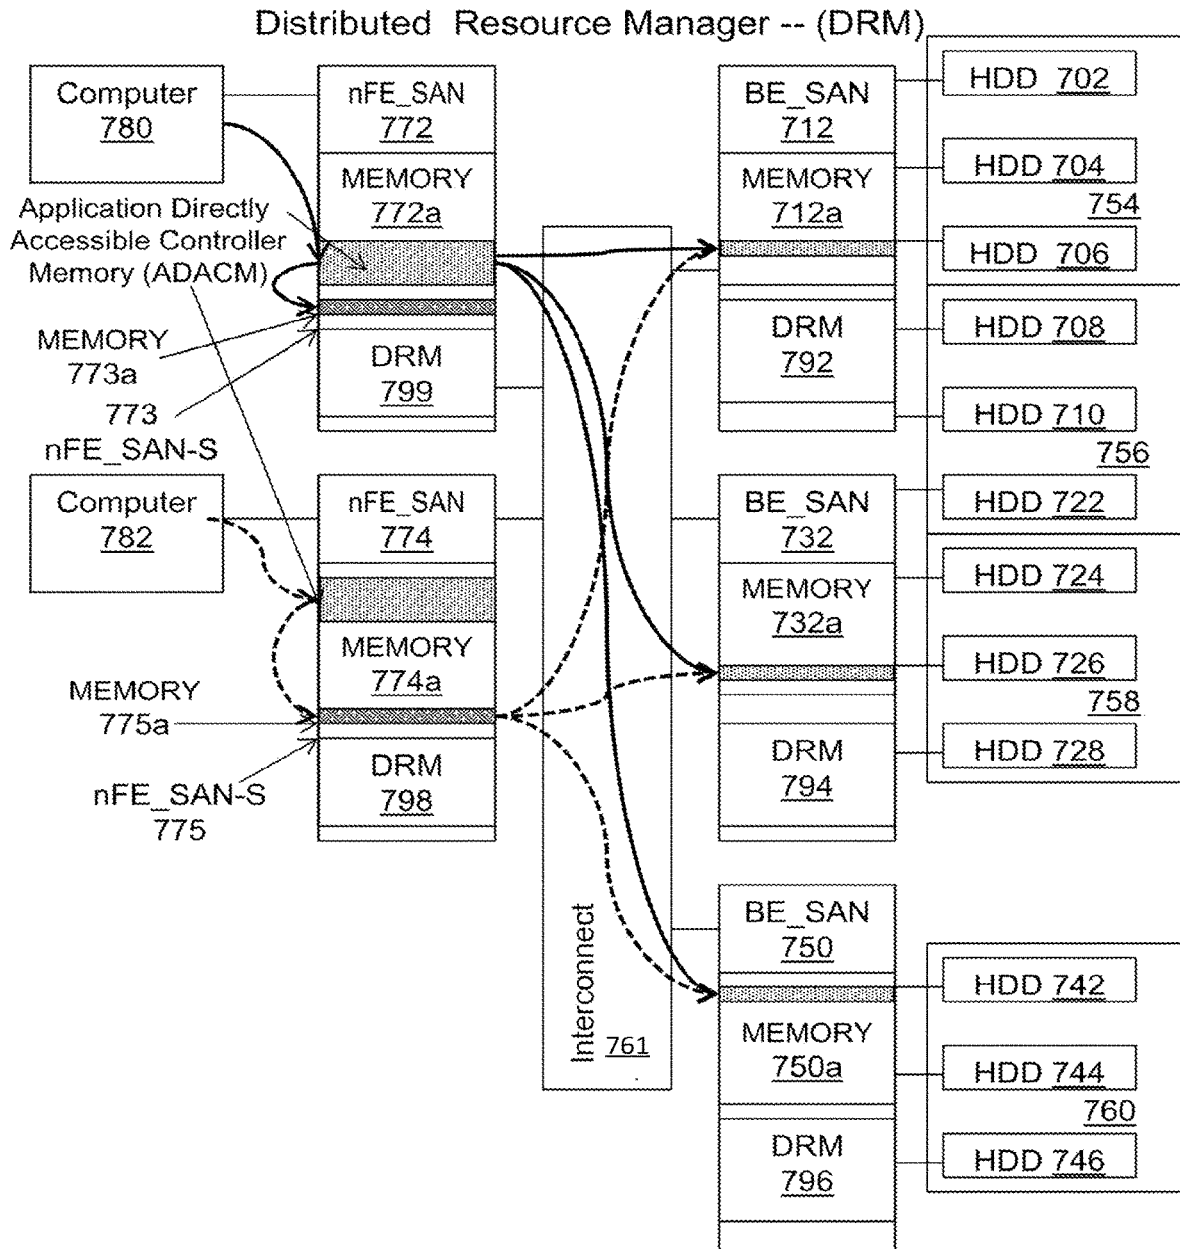 Distributed Resource Manager -- (DRM)
Computer
780
nFE_SAN
772
MEMORY
772a
Application Directly
Accessible Controller
Memory (ADACM)
MEMORY
773a
773
nFE_SAN-S
DRM
799
Computer
782
nFE_SAN
774
MEMORY
774a
MEMORY
775a
nFE_SAN-S
775
DRM
798
Interconnect 761
BE_SAN
712
MEMORY
712a
DRM
792
BE_SAN
732
MEMORY
732a
DRM
794
BE_SAN
750
MEMORY
750a
DRM
796
HDD 702
HDD 704
754
HDD 706
HDD 708
HDD 710
756
HDD 722
HDD 724
HDD 726
758
HDD 728
HDD 742
HDD 744
760
HDD 746